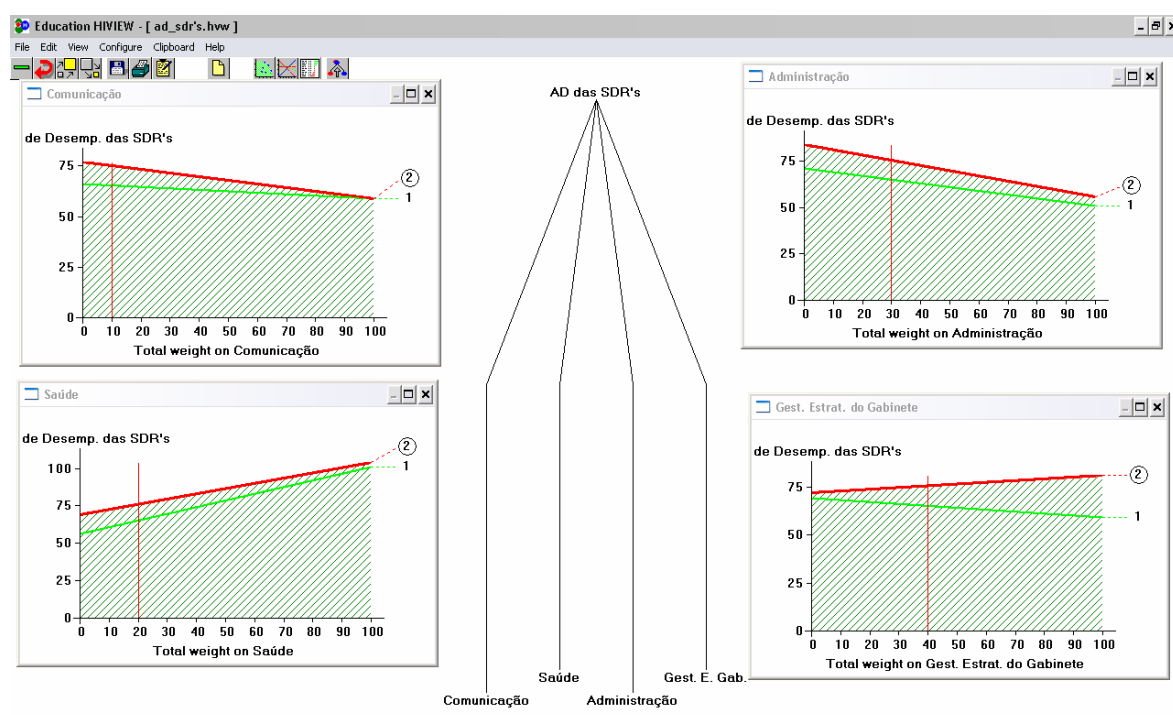 Education HIVIEW - [ ad_sdr's.hvw ]
File Edit View Configure Clipboard Help
Comunicação
de Desemp. das SDR's
75
50
25
0
0 10 20 30 40 50 60 70 80 90 100
Total weight on Comunicação
2
1
AD das SDR's
Administração
de Desemp. das SDR's
75
50
25
0
0 10 20 30 40 50 60 70 80 90 100
Total weight on Administração
2
1
Saúde
de Desemp. das SDR's
100
75
50
25
0
0 10 20 30 40 50 60 70 80 90 100
Total weight on Saúde
2
1
Gest. Estrat. do Gabinete
de Desemp. das SDR's
75
50
25
0
0 10 20 30 40 50 60 70 80 90 100
Total weight on Gest. Estrat. do Gabinete
2
1
Saúde Gest. E. Gab.
Comunicação Administração